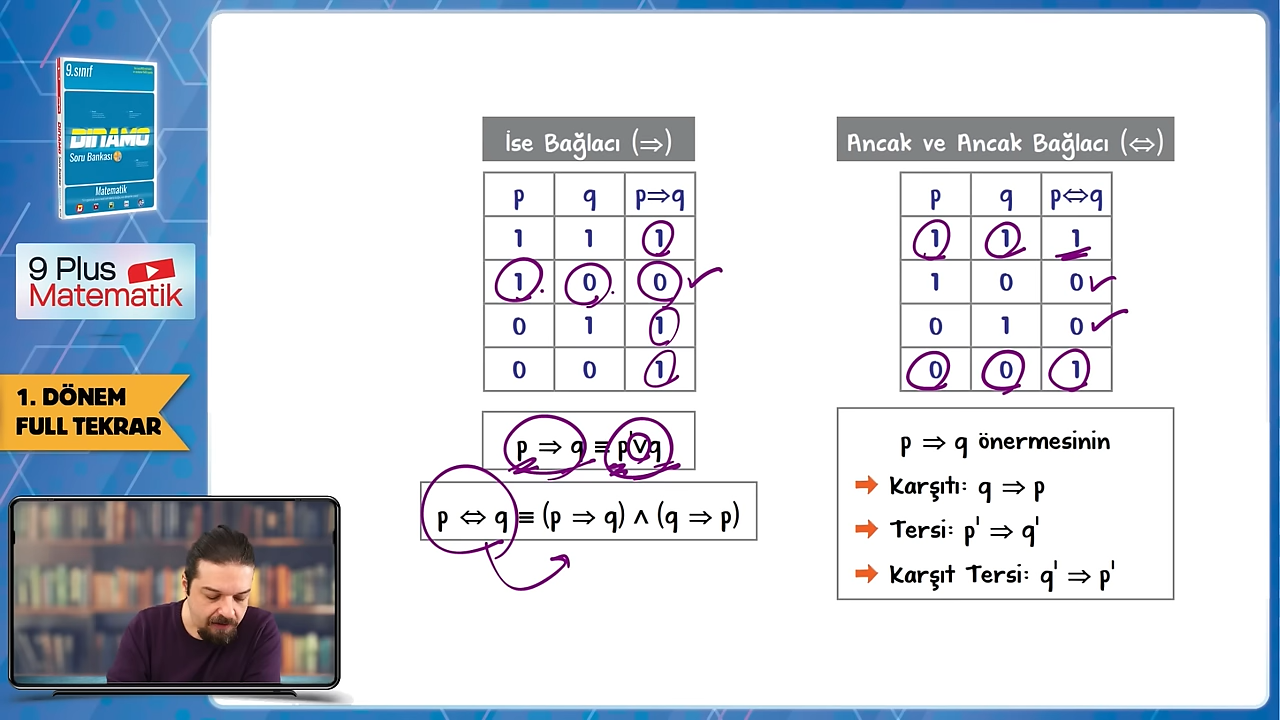 9.sınıf
DINAMO
Soru Bankası
Matematik
9 Plus
Matematik
1. DÖNEM
FULL TEKRAR
İse Bağlacı (⇒)
p q p⇒q
1 1 1
1 0 0
0 1 1
0 0 1
p ⇒ q ≡ p'∨q
p ⇔ q ≡ (p ⇒ q) ∧ (q ⇒ p)
Ancak ve Ancak Bağlacı (⇔)
p q p⇔q
1 1 1
1 0 0
0 1 0
0 0 1
p ⇒ q önermesinin
Karşıtı: q ⇒ p
Tersi: p' ⇒ q'
Karşıt Tersi: q' ⇒ p'